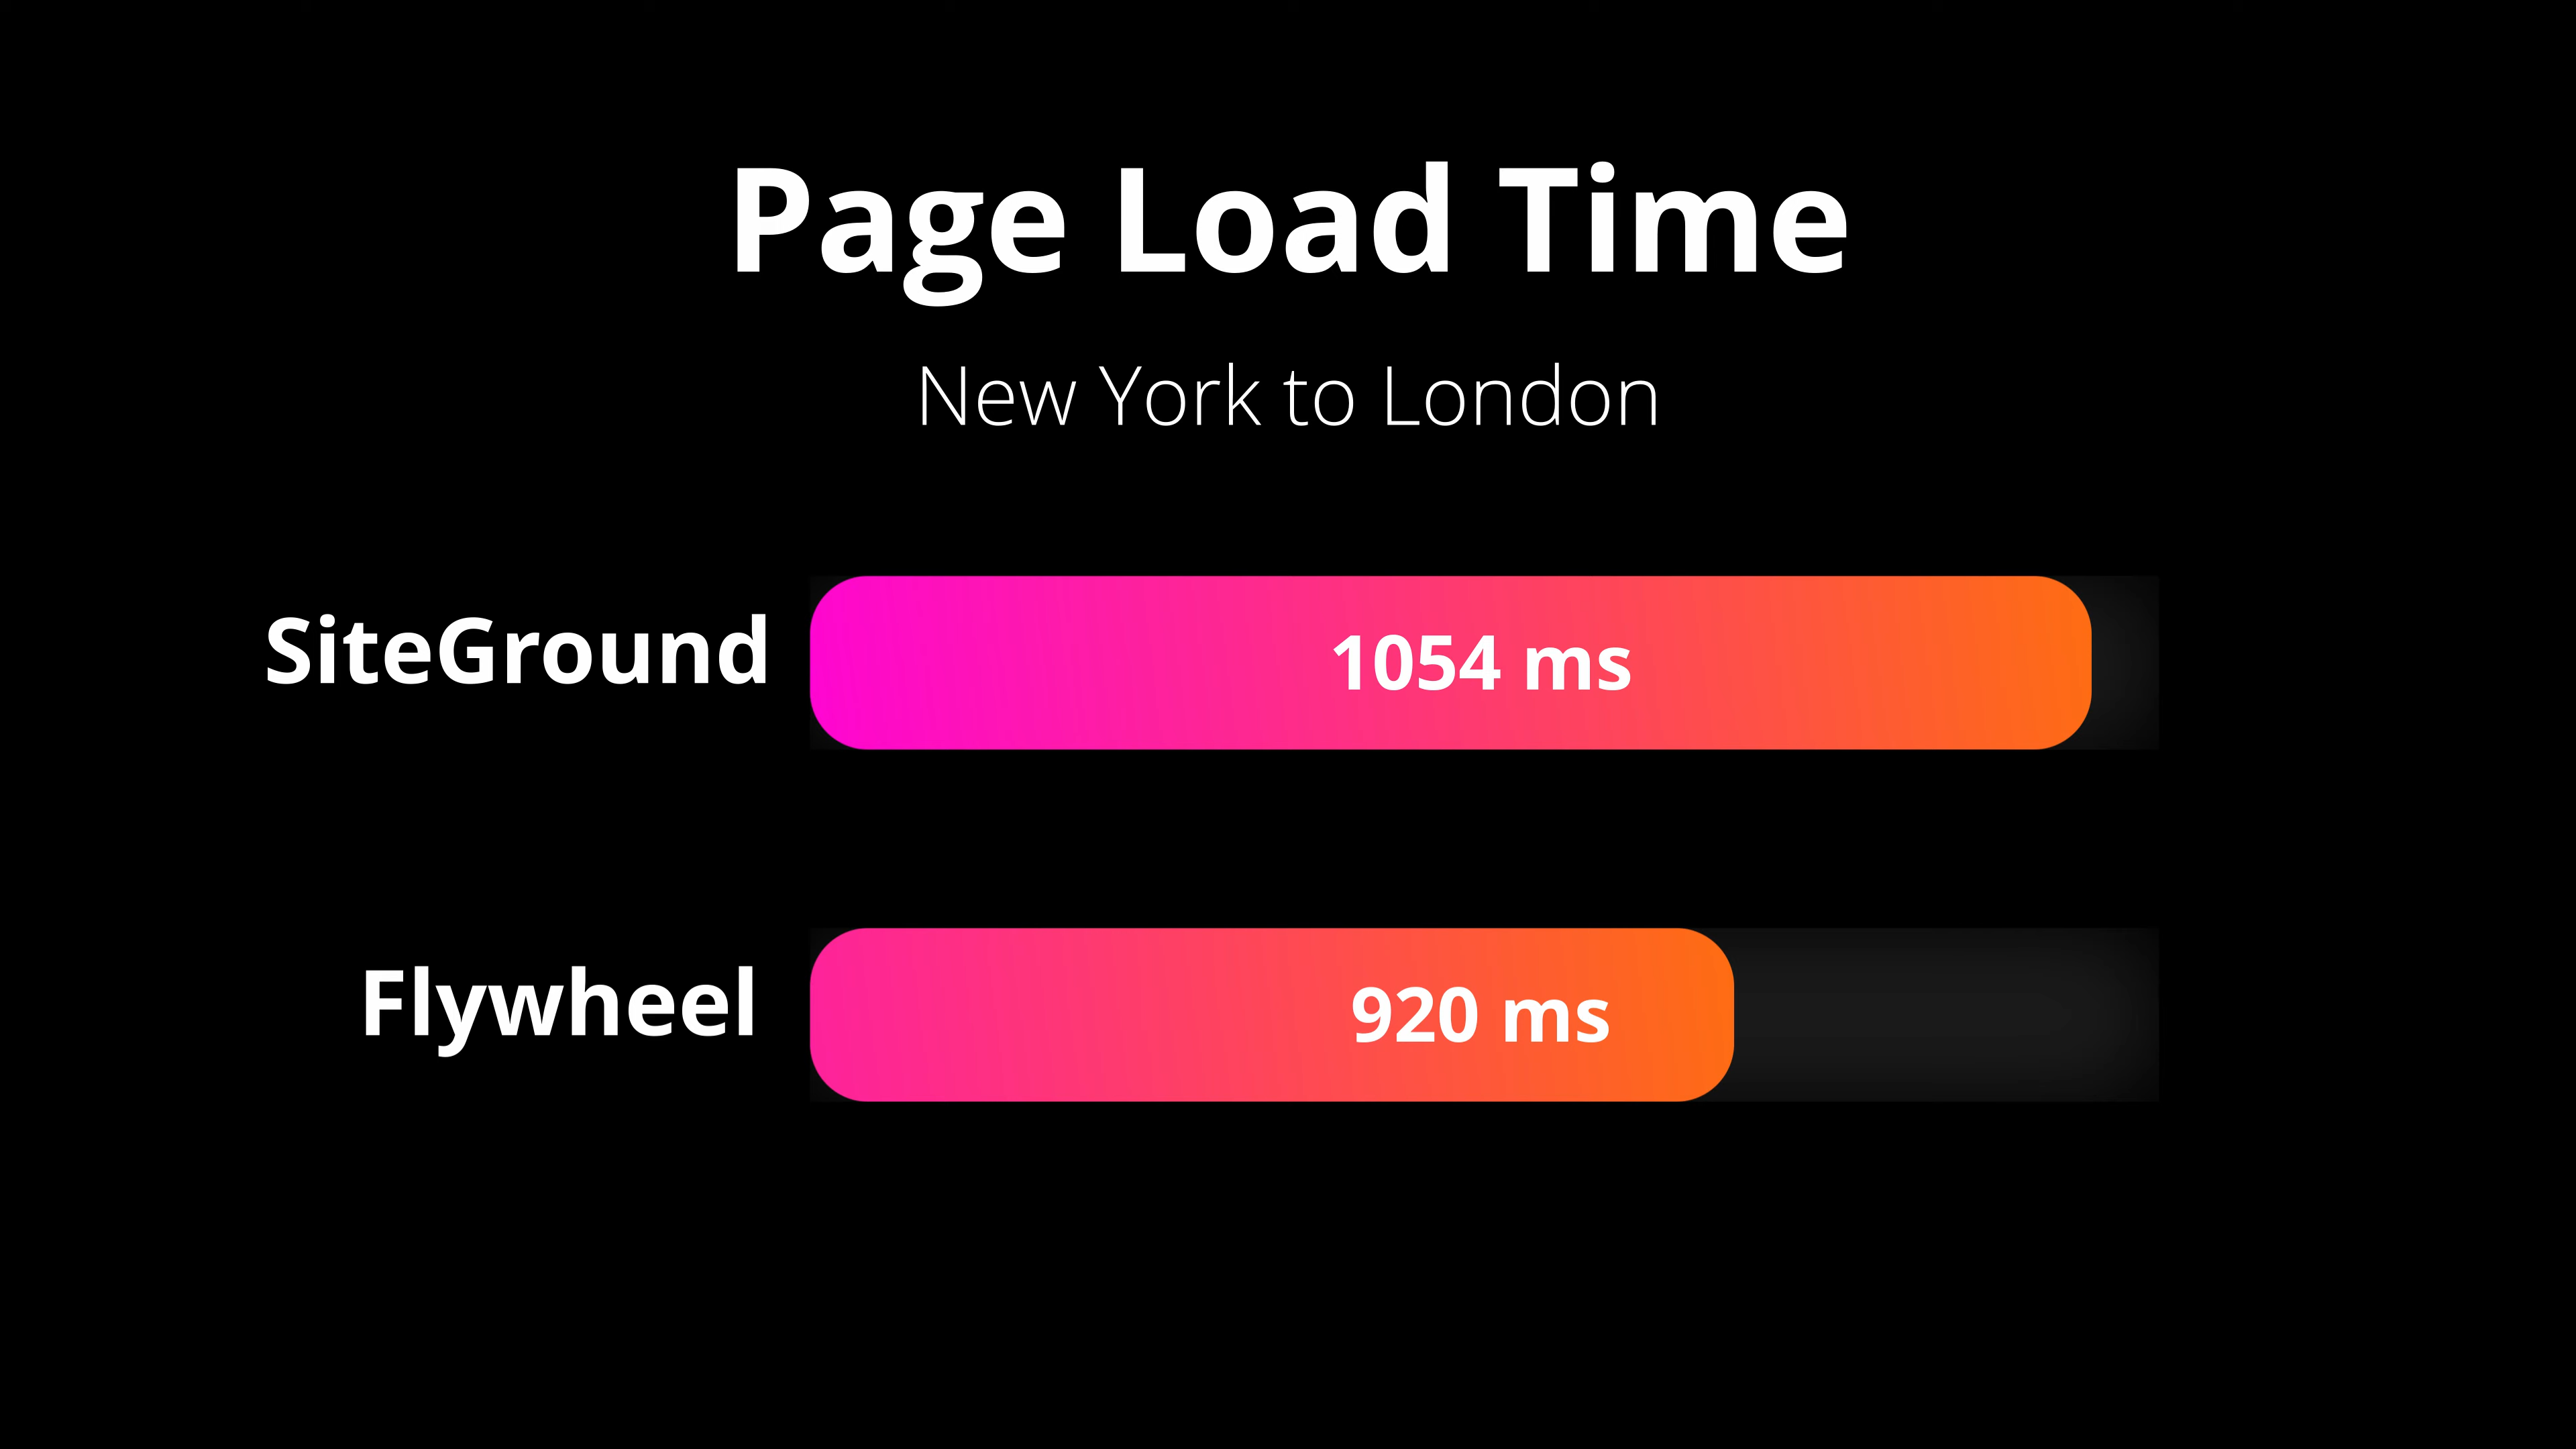 Page Load Time
New York to London
SiteGround
1054 ms
Flywheel
920 ms